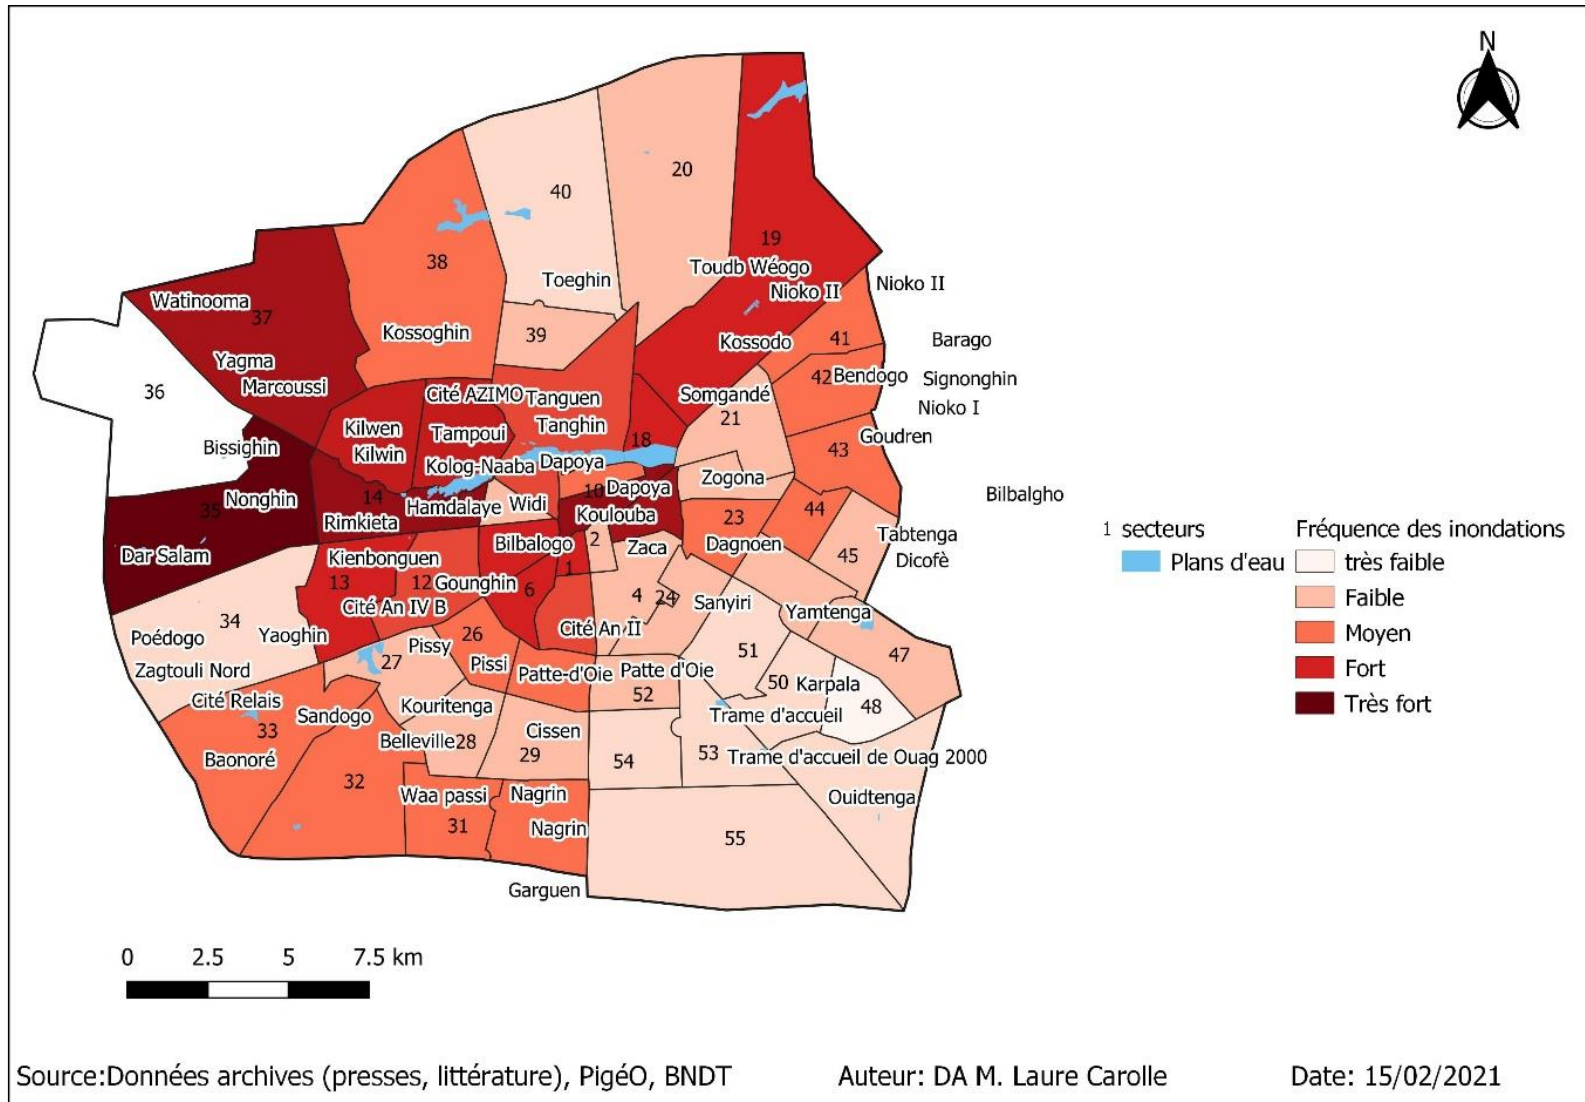 N
40
20
19
38
Toudb Wéogo
Nioko II
Toeghin
Nioko II
Watinooma
37
Kossoghin
39
Kossodo
41
Barago
Yagma
Marcoussi
36
42
Bendogo
Signonghin
Cité AZIMO
Tanguen
Somgandé
Nioko I
Kilwen
Tampoui
Tanghin
21
18
Goudren
Bissighin
Kilwin
43
Kolog-Naaba
Dapoya
Zogona
Nonghin
14
Hamdalaye
Widi
10
Dapoya
Bilbalgho
35
Rimkieta
Koulouba
23
44
Dar Salam
Kienbonguen
Bilbalogo
2
Zaca
Dagnoën
Tabtenga
45
Dicofè
13
12
Gounghin
1
6
4
24
Sanyiri
Cité An IV B
Yamtenga
34
Poédogo
Yaoghin
Pissy
26
Cité An II
51
47
Zagtouli Nord
27
Pissi
Patte-d'Oie
Patte d'Oie
50
Karpala
52
Cité Relais
Sandogo
Kouritenga
Trame d'accueil
48
33
Baonoré
Belleville
28
Cissen
29
54
53
Trame d'accueil de Ouag 2000
32
Waa passi
Nagrin
Ouidtenga
31
Nagrin
55
Garguen
1 secteurs
Plans d'eau
Fréquence des inondations
très faible
Faible
Moyen
Fort
Très fort
0 2.5 5 7.5 km
Source:Données archives (presses, littérature), PigéO, BNDT
Auteur: DA M. Laure Carolle
Date: 15/02/2021